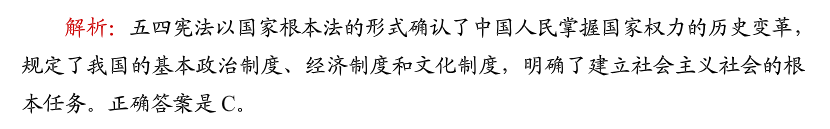 解析：五四宪法以国家根本法的形式确认了中国人民掌握国家权力的历史变革，
规定了我国的基本政治制度、经济制度和文化制度，明确了建立社会主义社会的根
本任务。正确答案是 C。